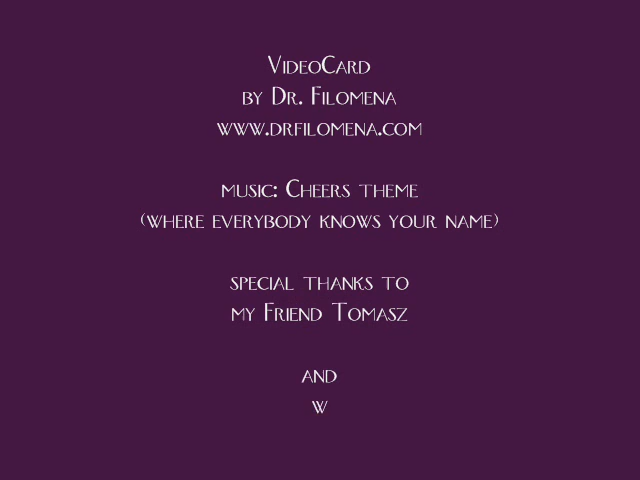 VideoCard
by Dr. Filomena
www.drfilomena.com
music: Cheers theme
(where everybody knows your name)
special thanks to
my Friend Tomasz
and
w